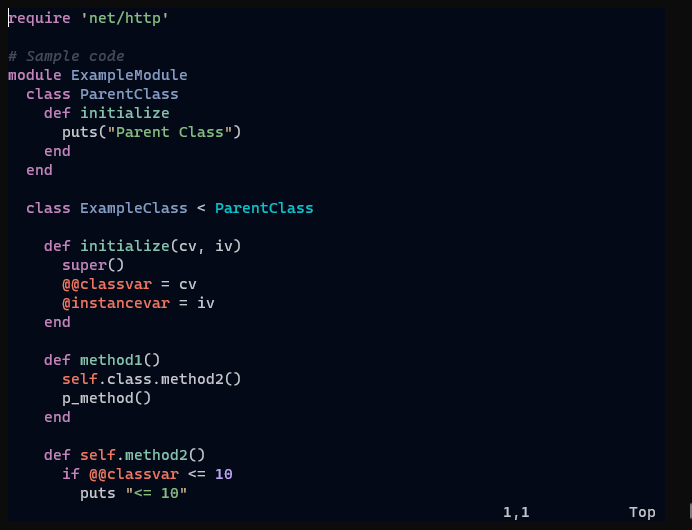 require 'net/http'

# Sample code
module ExampleModule
  class ParentClass
    def initialize
      puts("Parent Class")
    end
  end

  class ExampleClass < ParentClass

    def initialize(cv, iv)
      super()
      @@classvar = cv
      @instancevar = iv
    end

    def method1()
      self.class.method2()
      p_method()
    end

    def self.method2()
      if @@classvar <= 10
        puts "<= 10"
1,1 Top